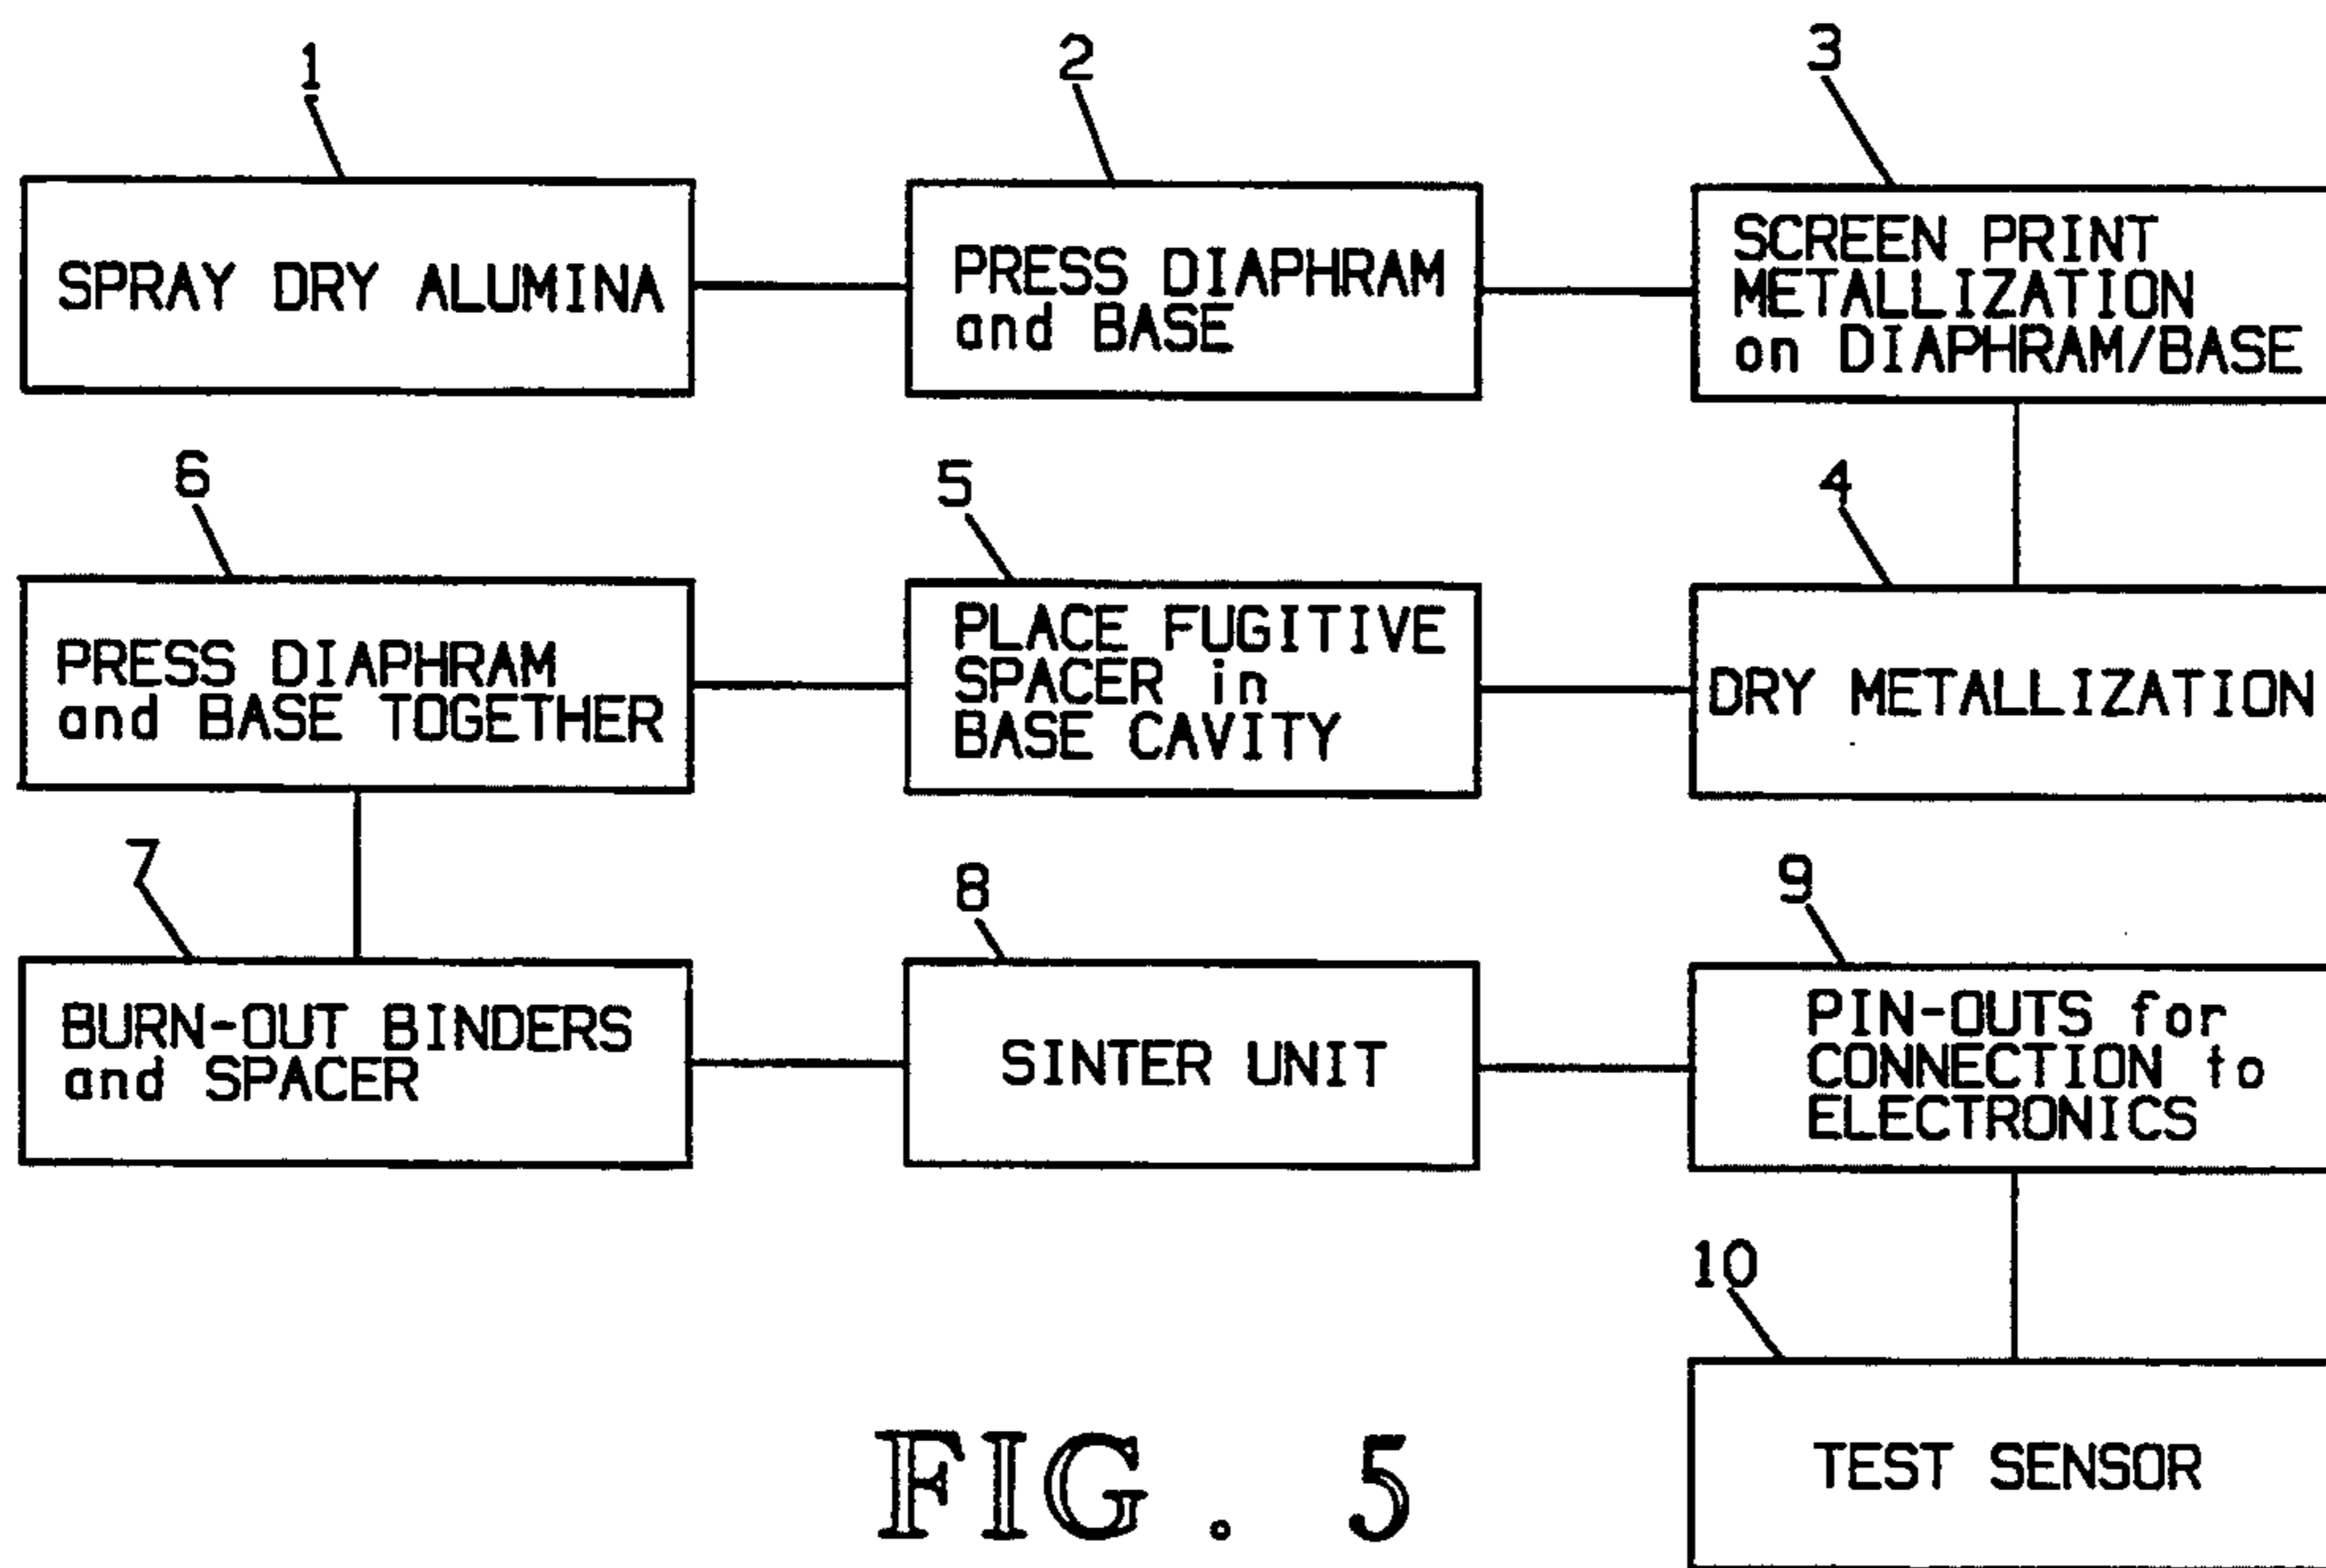 1
SPRAY DRY ALUMINA
2
PRESS DIAPHRAM
and BASE
3
SCREEN PRINT
METALLIZATION
on DIAPHRAM/BASE
4
DRY METALLIZATION
5
PLACE FUGITIVE
SPACER in
BASE CAVITY
6
PRESS DIAPHRAM
and BASE TOGETHER
7
BURN-OUT BINDERS
and SPACER
8
SINTER UNIT
9
PIN-OUTS for
CONNECTION to
ELECTRONICS
10
TEST SENSOR
FIG. 5